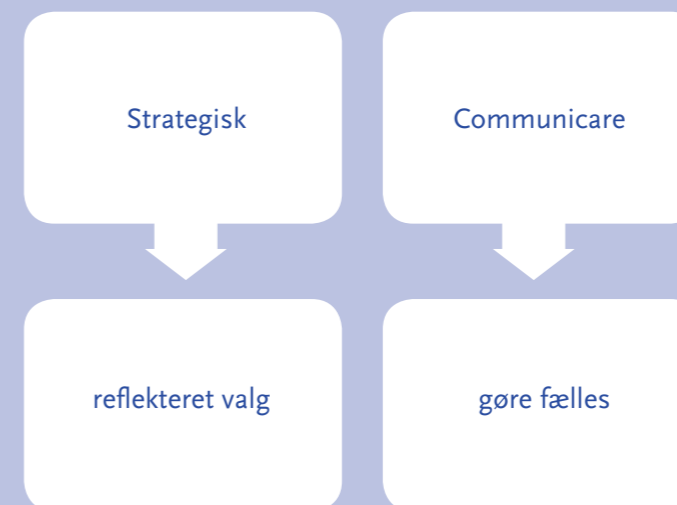 Strategisk
Communicare
reflekteret valg
gøre fælles